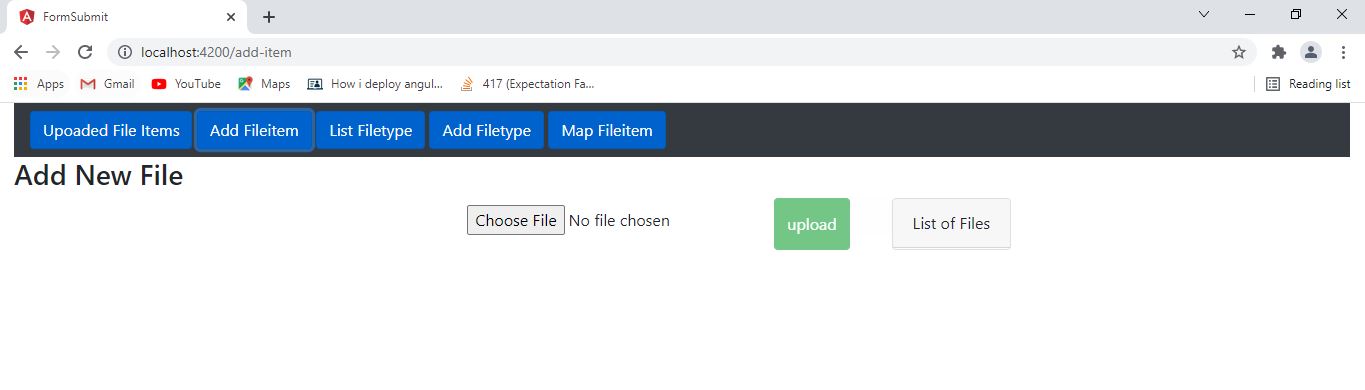 FormSubmit
localhost:4200/add-item
Apps Gmail YouTube Maps How i deploy angul... 417 (Expectation Fa... Reading list
Upoaded File Items Add Fileitem List Filetype Add Filetype Map Fileitem
Add New File
Choose File No file chosen upload List of Files